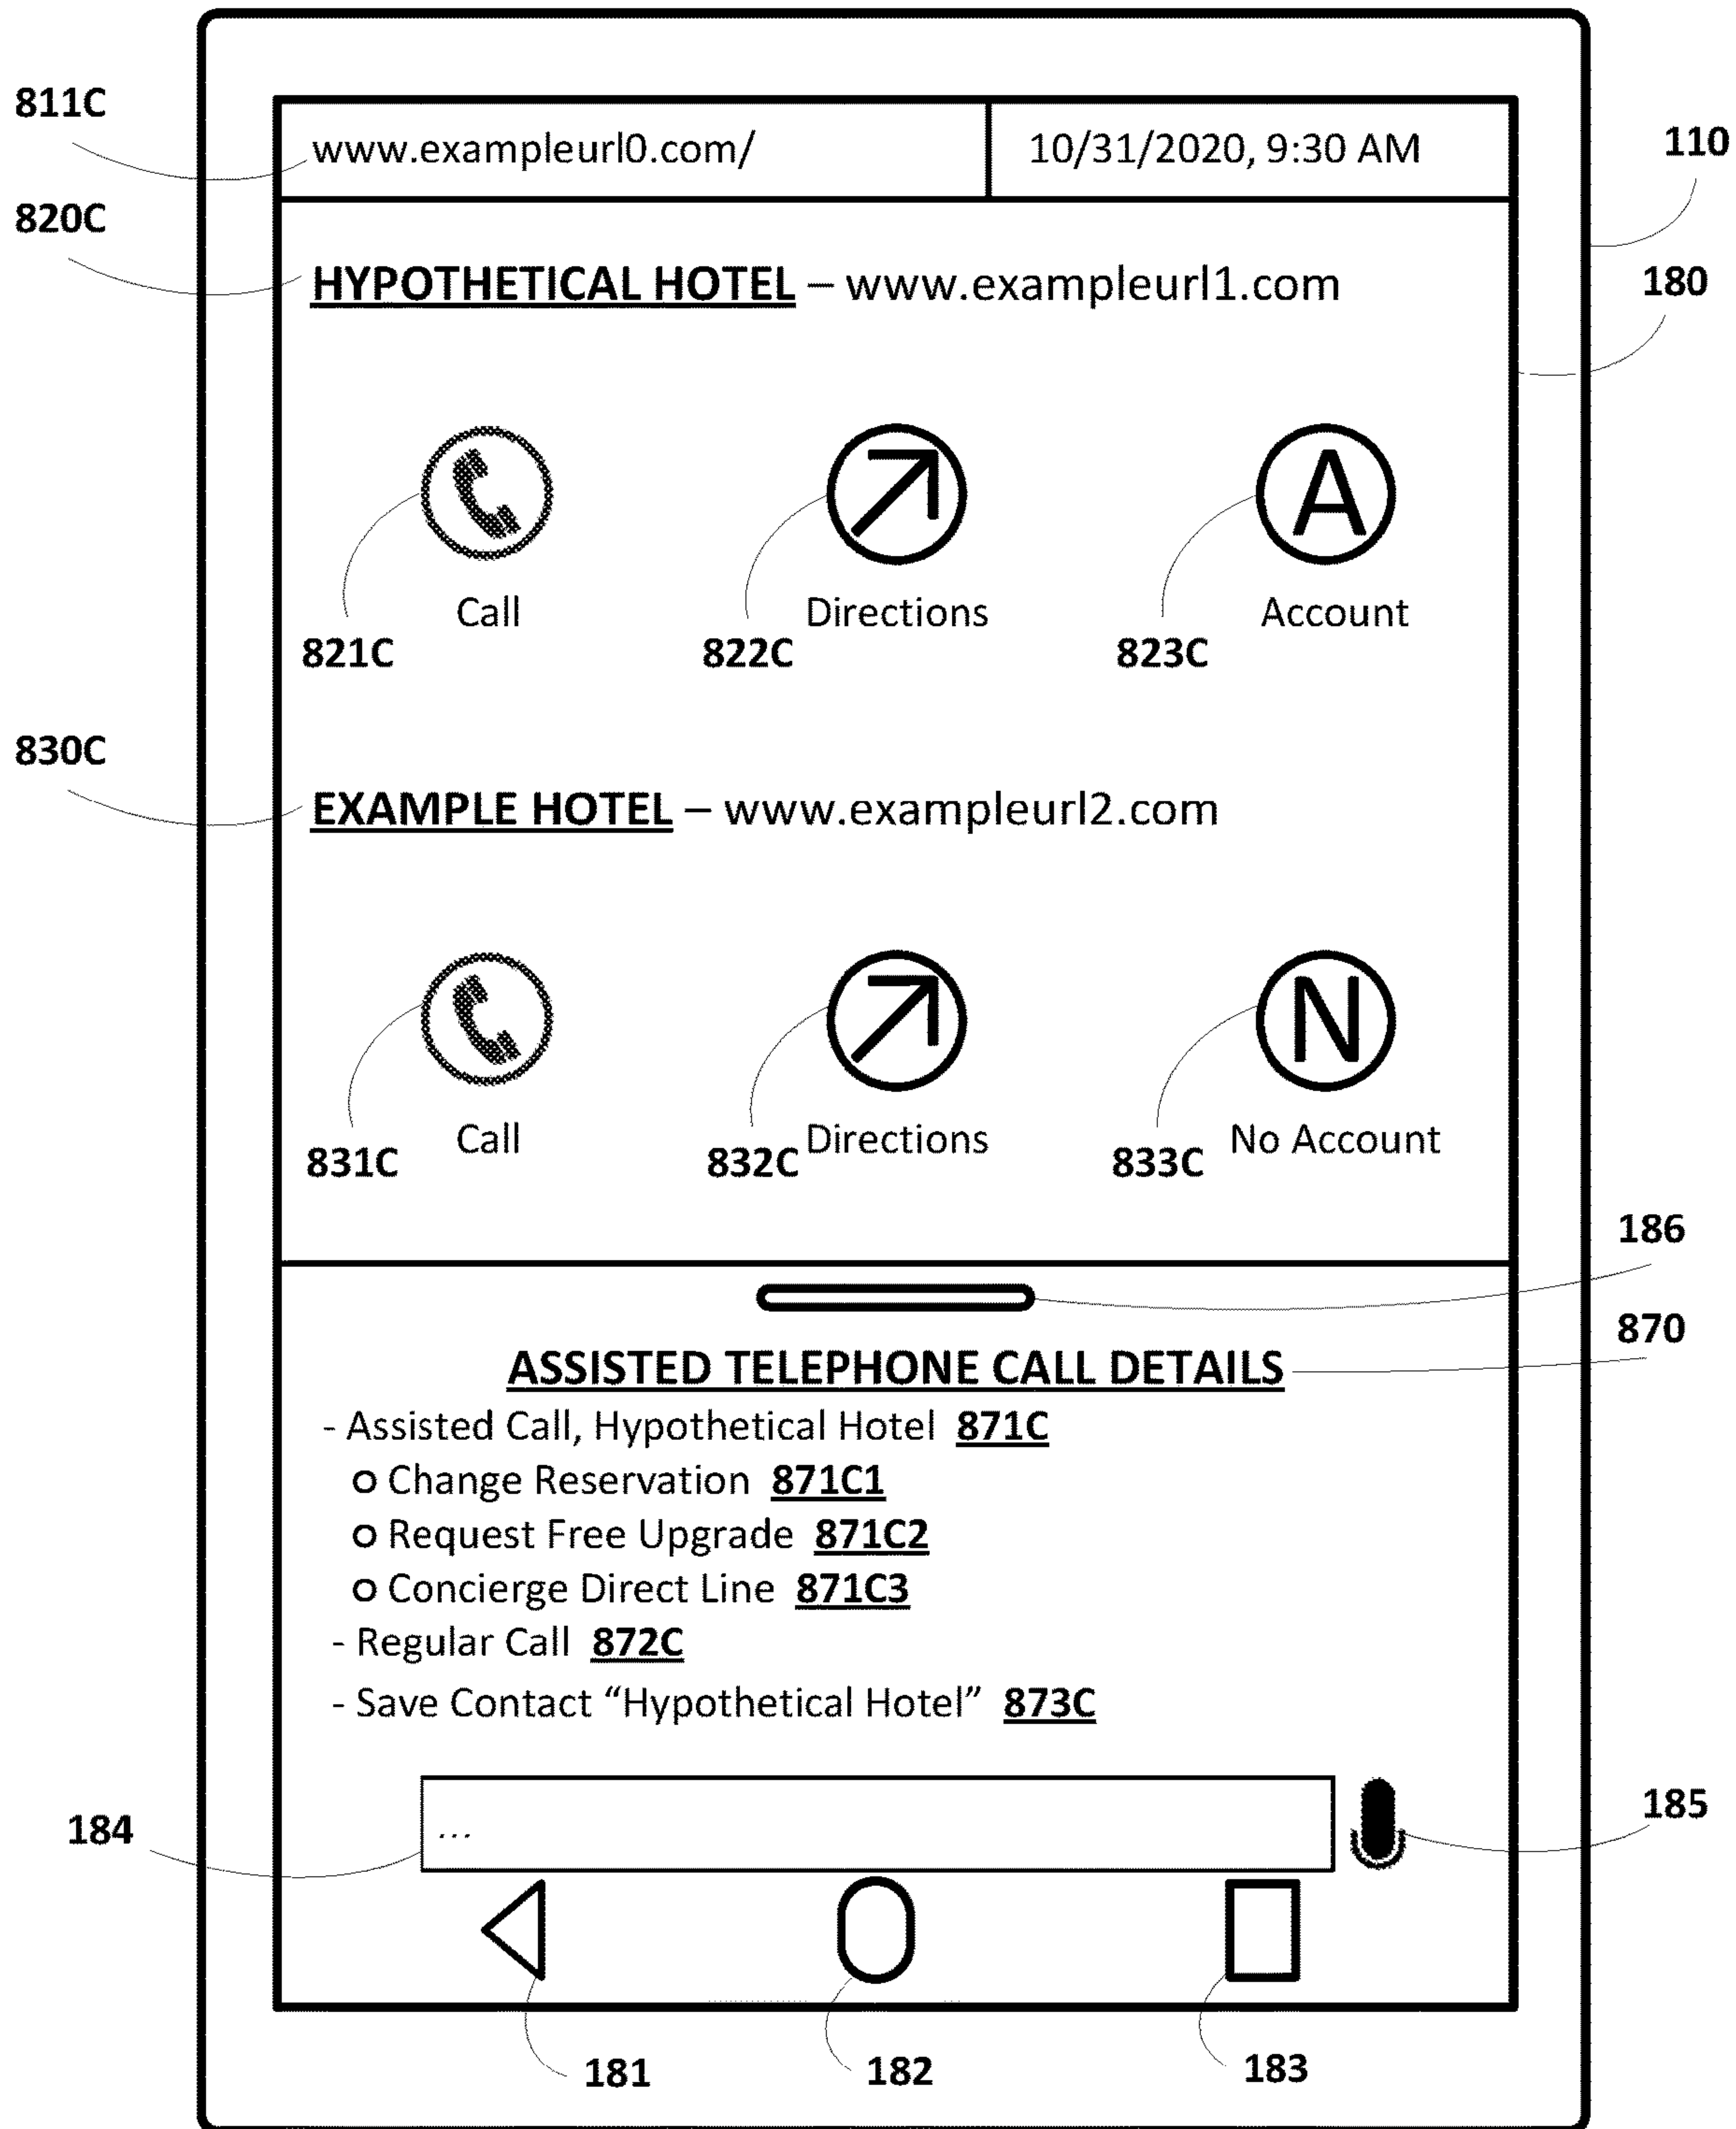 811C
www.exampleurl0.com/ 10/31/2020, 9:30 AM
110
820C
HYPOTHETICAL HOTEL – www.exampleurl1.com
180
A
Call Directions Account
821C 822C 823C
830C
EXAMPLE HOTEL – www.exampleurl2.com
N
Call Directions No Account
831C 832C 833C
186
870
ASSISTED TELEPHONE CALL DETAILS
- Assisted Call, Hypothetical Hotel 871C
o Change Reservation 871C1
o Request Free Upgrade 871C2
o Concierge Direct Line 871C3
- Regular Call 872C
- Save Contact “Hypothetical Hotel” 873C
184
...
185
181 182 183